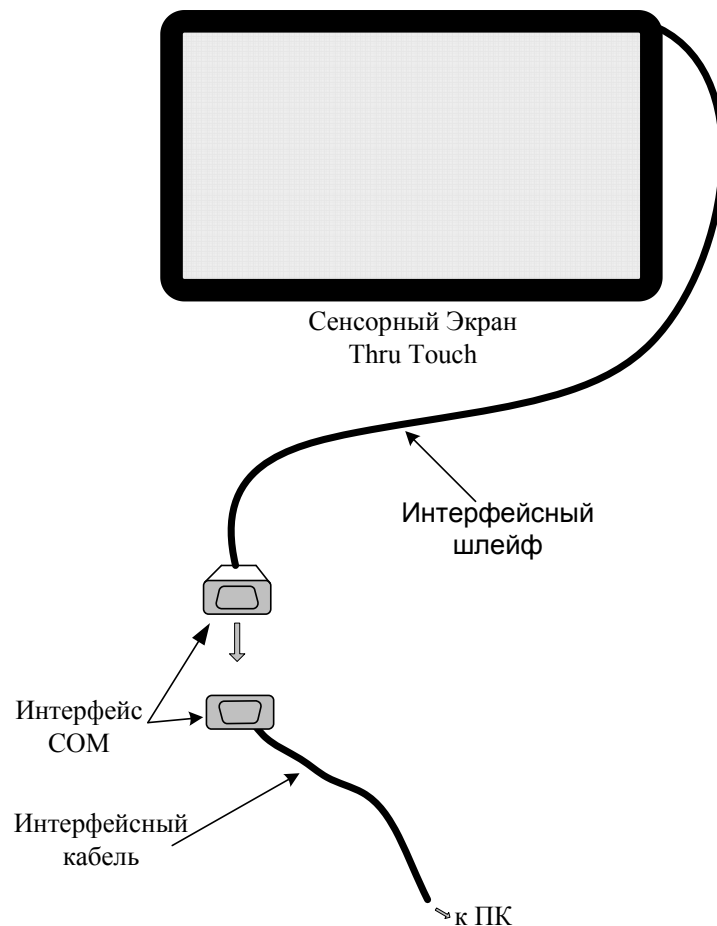 Сенсорный Экран
Thru Touch
Интерфейсный
шлейф
Интерфейс
COM
Интерфейсный
кабель
к ПК